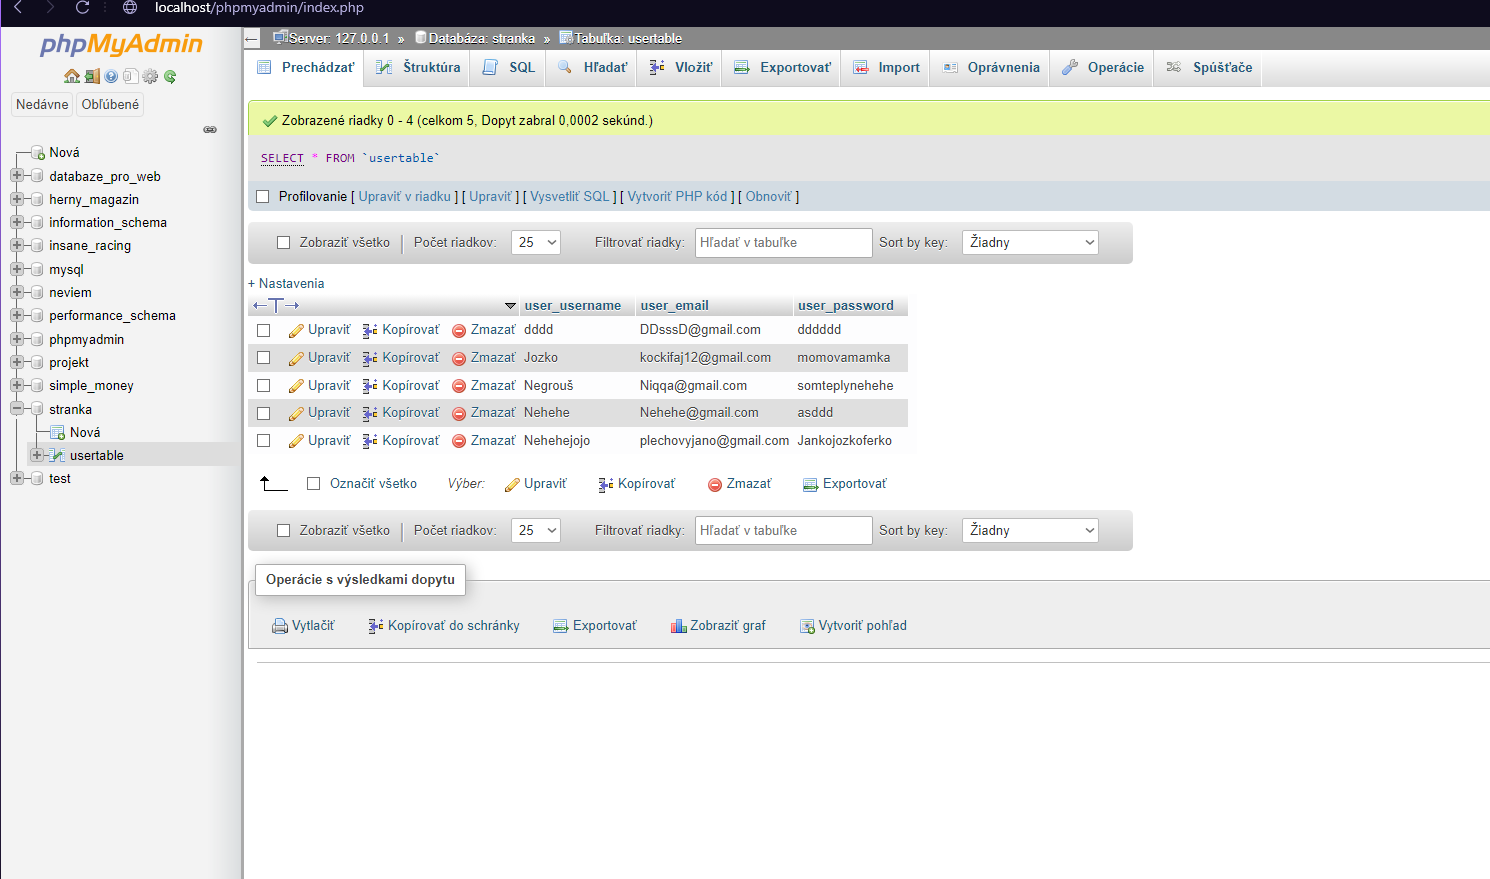 localhost/phpmyadmin/index.php
phpMyAdmin
Nedávne Obľúbené
Nová
databaze_pro_web
herny_magazin
information_schema
insane_racing
mysql
neviem
performance_schema
phpmyadmin
projekt
simple_money
stranka
Nová
usertable
test
Server: 127.0.0.1 » Databáza: stranka » Tabuľka: usertable
Prechádzať Štruktúra SQL Hľadať Vložiť Exportovať Import Oprávnenia Operácie Spúšťače
Zobrazené riadky 0 - 4 (celkom 5, Dopyt zabral 0,0002 sekúnd.)
SELECT * FROM `usertable`
Profilovanie [ Upraviť v riadku ] [ Upraviť ] [ Vysvetliť SQL ] [ Vytvoriť PHP kód ] [ Obnoviť ]
Zobraziť všetko | Počet riadkov: 25 Filtrovať riadky: Hľadať v tabuľke Sort by key: Žiadny
+ Nastavenia
←T→ user_username user_email user_password
Upraviť Kopírovať Zmazať dddd DDsssD@gmail.com dddddd
Upraviť Kopírovať Zmazať Jozko kockifaj12@gmail.com momovamamka
Upraviť Kopírovať Zmazať Negrouš Niqqa@gmail.com somteplynehehe
Upraviť Kopírovať Zmazať Nehehe Nehehe@gmail.com asddd
Upraviť Kopírovať Zmazať Nehehejojo plechovyjano@gmail.com Jankojozkoferko
Označiť všetko Výber: Upraviť Kopírovať Zmazať Exportovať
Zobraziť všetko | Počet riadkov: 25 Filtrovať riadky: Hľadať v tabuľke Sort by key: Žiadny
Operácie s výsledkami dopytu
Vytlačiť Kopírovať do schránky Exportovať Zobraziť graf Vytvoriť pohľad